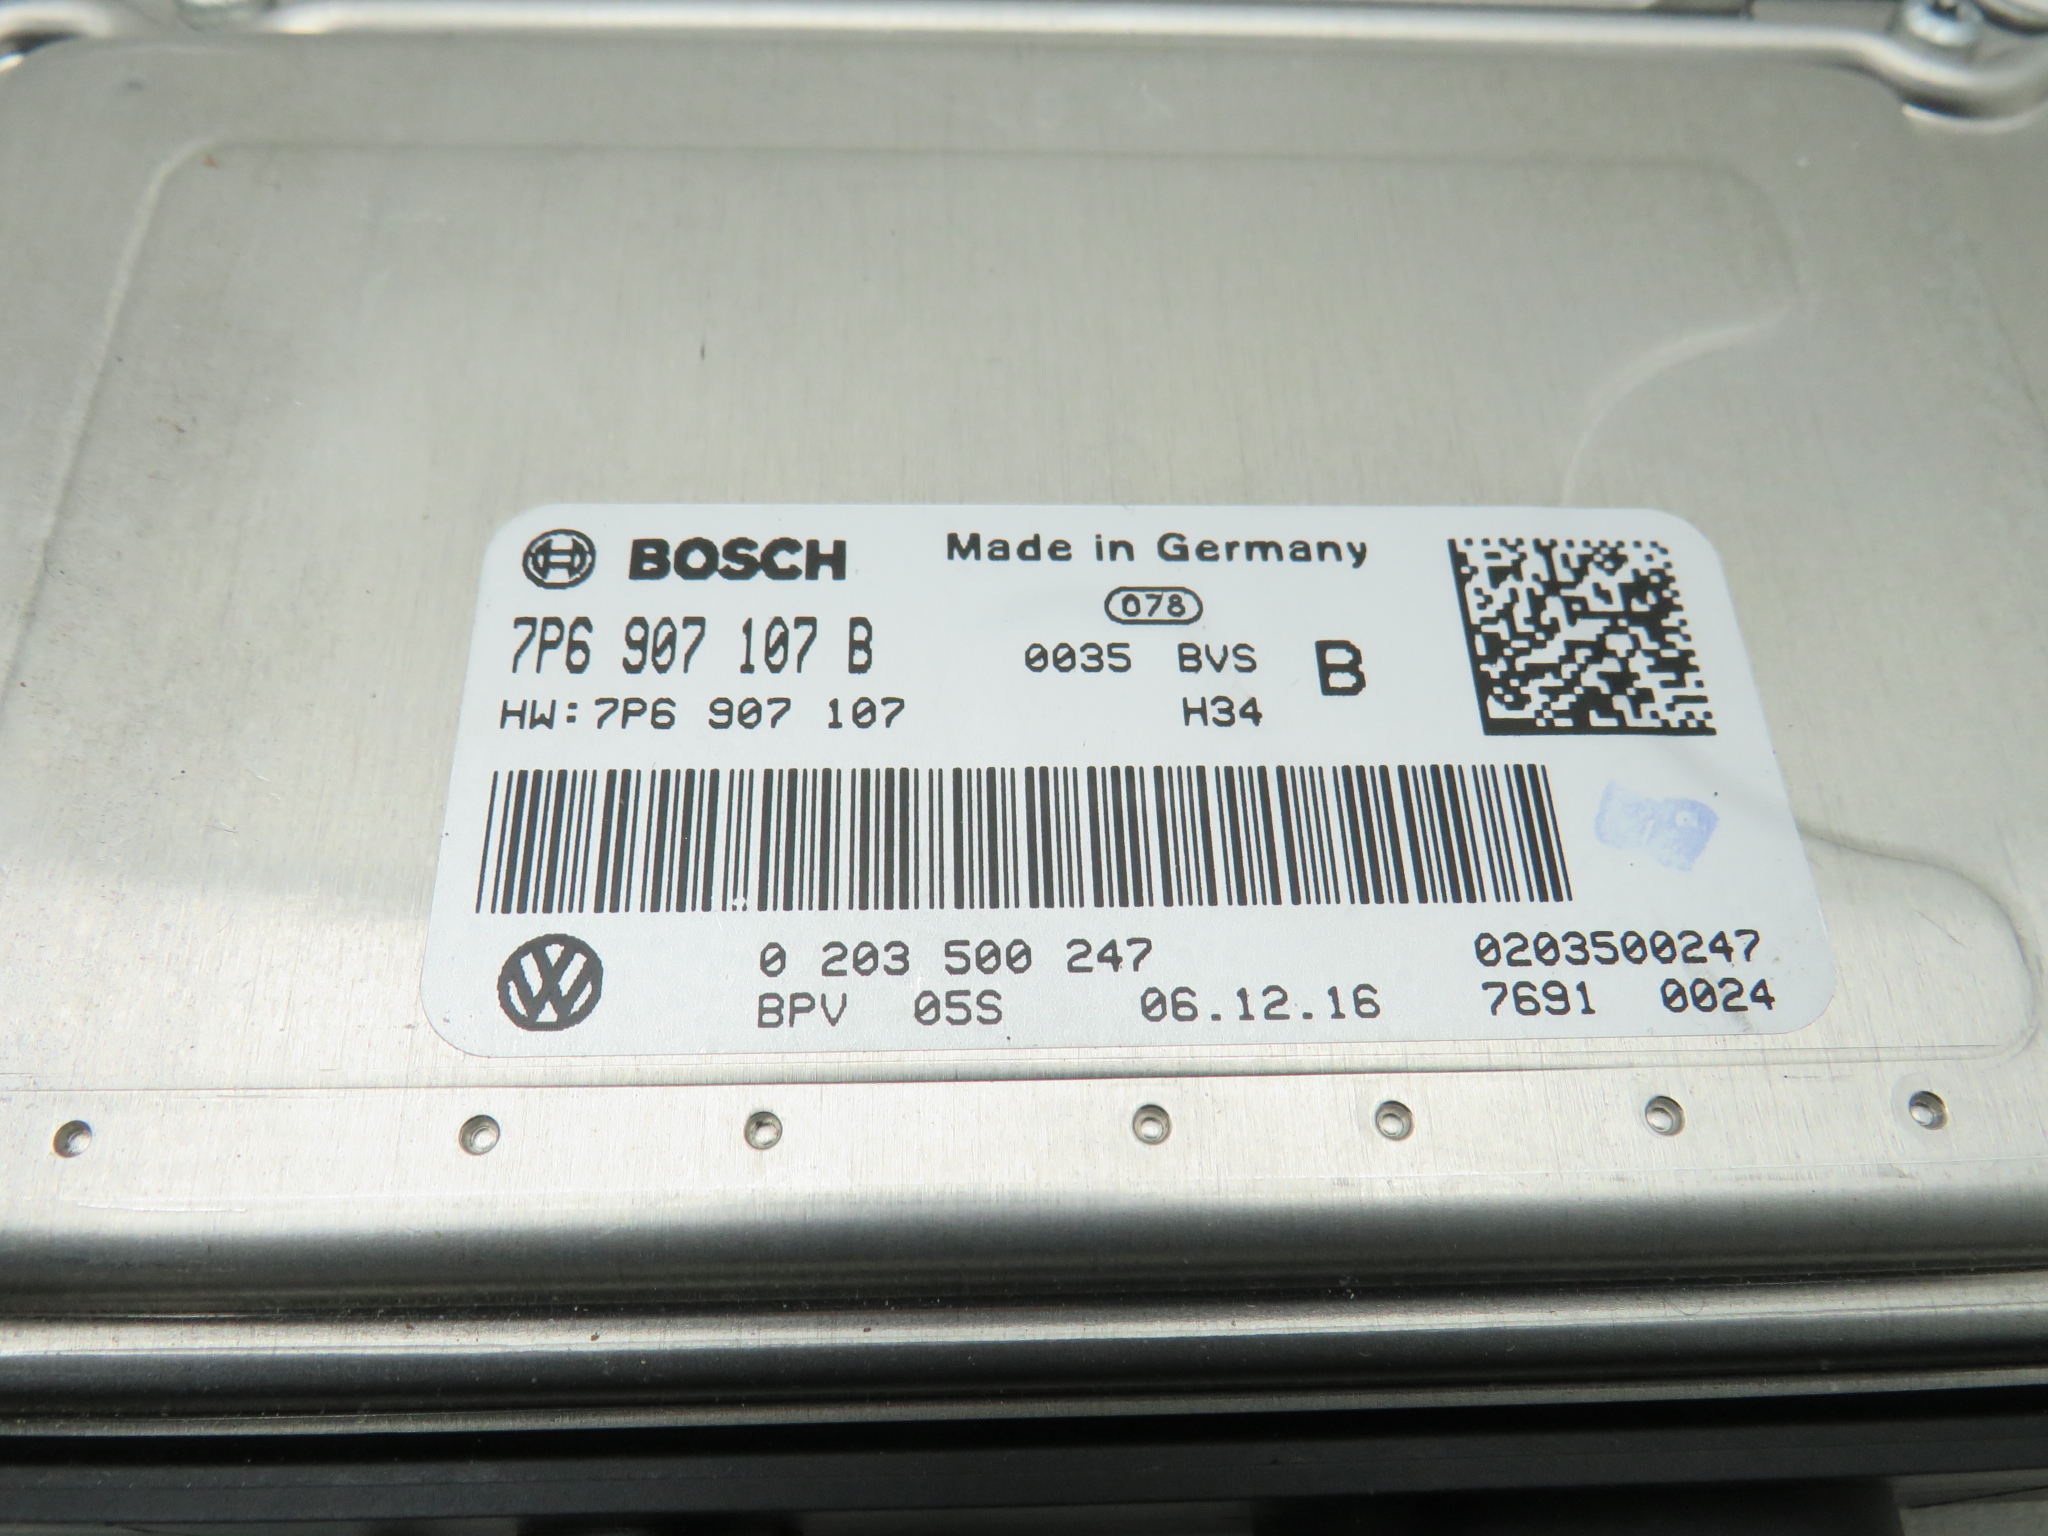 BOSCH Made in Germany
078
7P6 907 107 B 0035 BVS B
HW:7P6 907 107 H34
0 203 500 247 0203500247
BPV 05S 06.12.16 7691 0024